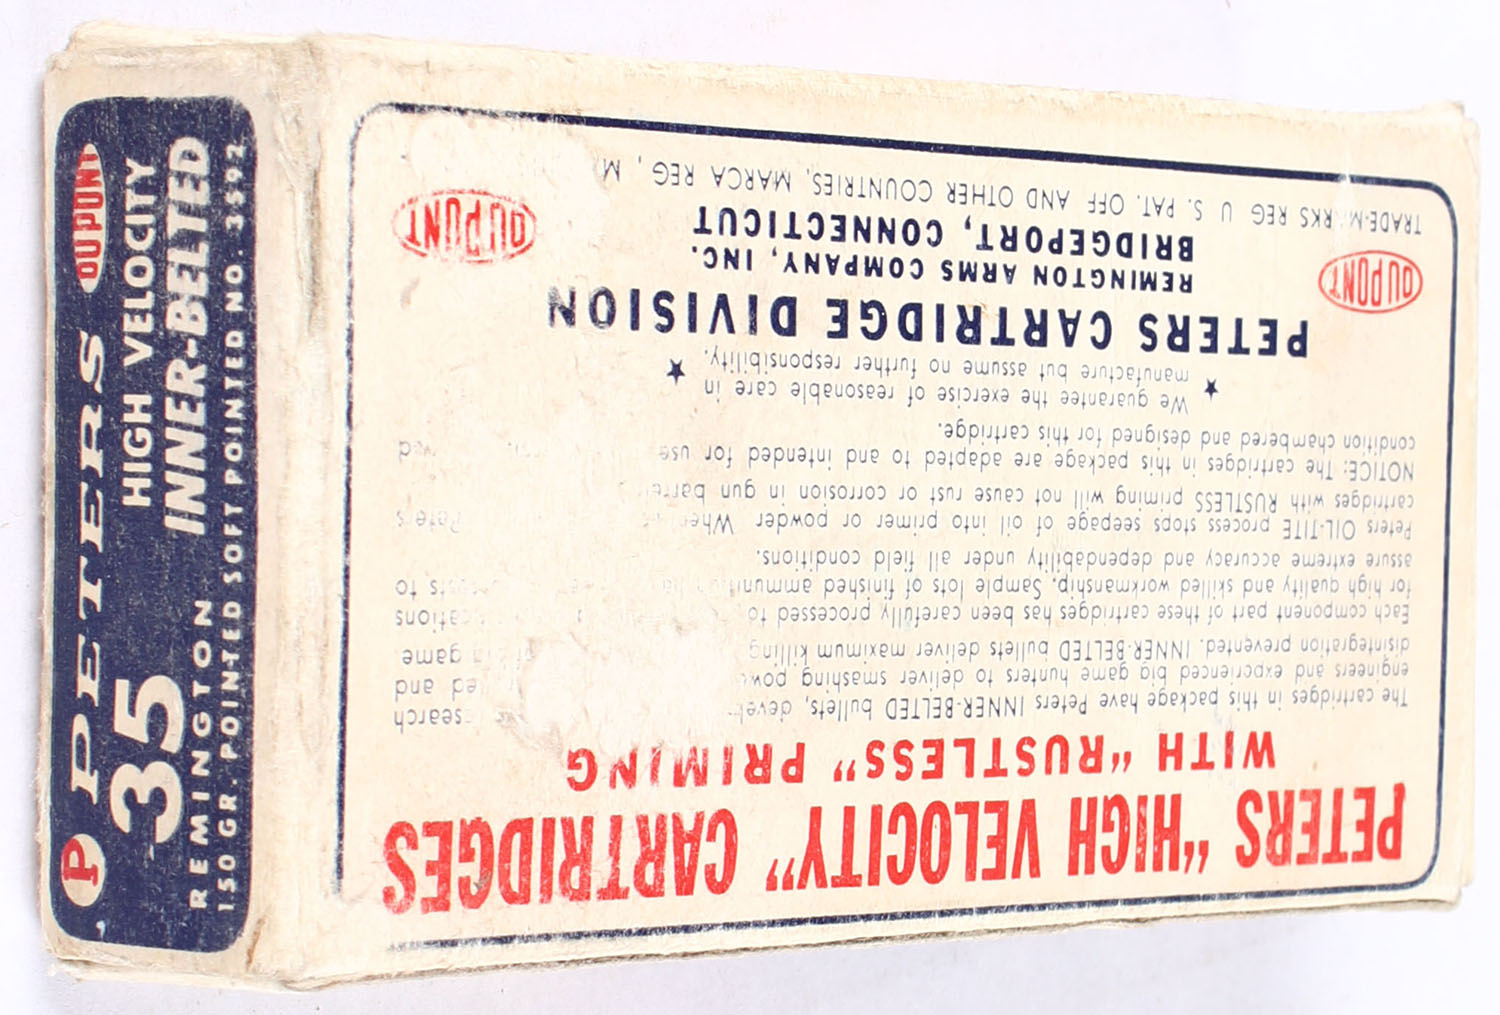 P PETERS DUPONT
HIGH VELOCITY
35 INNER-BELTED
REMINGTON
150 GR. POINTED SOFT POINTED NO. 3592
PETERS "HIGH VELOCITY" CARTRIDGES
WITH "RUSTLESS" PRIMING
The cartridges in this package have Peters INNER-BELTED bullets,
engineers and experienced big game hunters to deliver smashing and
disintegration prevented. INNER-BELTED bullets deliver maximum killing game.
Each component part of these cartridges has been carefully processed to
for high quality and skilled workmanship. Sample lots of finished to
assure extreme accuracy and dependability under all field conditions.
Peters OIL-TITE process stops seepage of oil into primer or powder. Peters
cartridges with RUSTLESS priming will not cause rust or corrosion in gun
NOTICE: The cartridges in this package are adapted to and intended for use
condition chambered and designed for this cartridge.
★ We guarantee the exercise of reasonable care in ★
manufacture but assume no further responsibility.
PETERS CARTRIDGE DIVISION
DUPONT REMINGTON ARMS COMPANY, INC. DUPONT
BRIDGEPORT, CONNECTICUT
REG U S. PAT. OFF AND OTHER COUNTRIES, MARCA REG, M